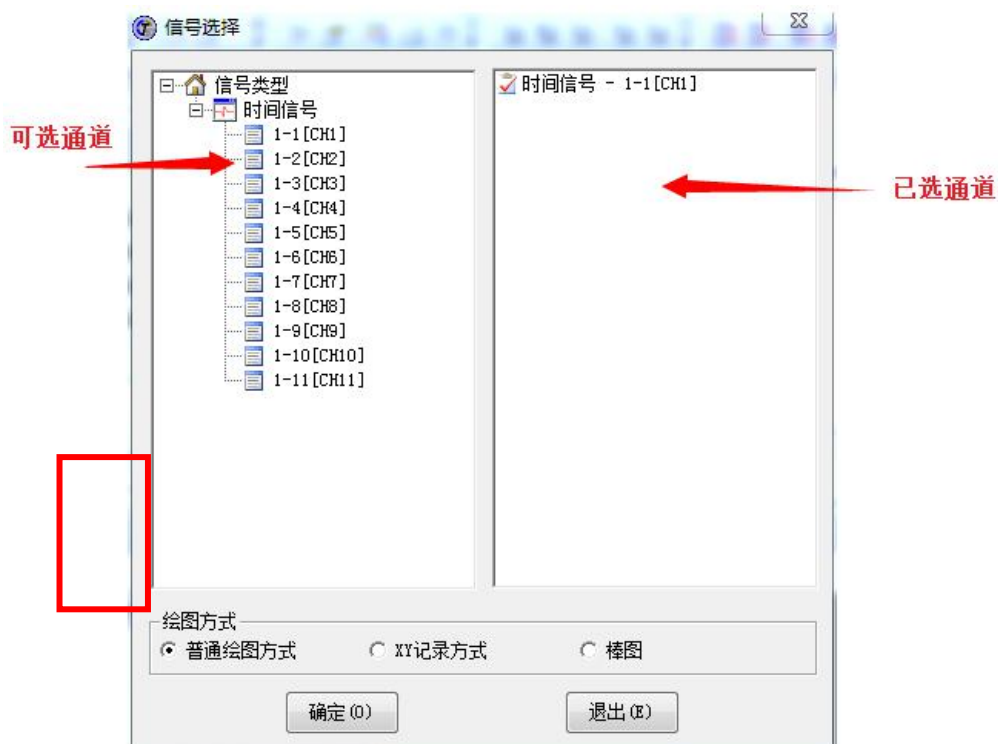 信号选择
信号类型
时间信号
1-1[CH1]
1-2[CH2]
1-3[CH3]
1-4[CH4]
1-5[CH5]
1-6[CH6]
1-7[CH7]
1-8[CH8]
1-9[CH9]
1-10[CH10]
1-11[CH11]
时间信号 - 1-1[CH1]
可选通道
已选通道
绘图方式
普通绘图方式 XY记录方式 棒图
确定(O) 退出(E)